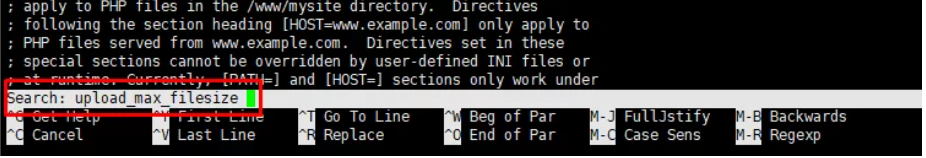 ; apply to PHP files in the /www/mysite directory.  Directives
; following the section heading [HOST=www.example.com] only apply to
; PHP files served from www.example.com.  Directives set in these
; special sections cannot be overridden by user-defined INI files or
; at runtime. Currently, [PATH=] and [HOST=] sections only work under
Search: upload_max_filesize
^G Get Help ^Y First Line ^T Go To Line ^W Beg of Par M-J FullJstify M-B Backwards
^C Cancel ^V Last Line ^R Replace ^O End of Par M-C Case Sens M-R Regexp